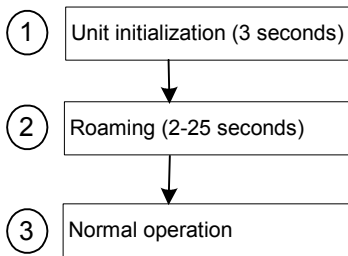 1 Unit initialization (3 seconds)
2 Roaming (2-25 seconds)
3 Normal operation